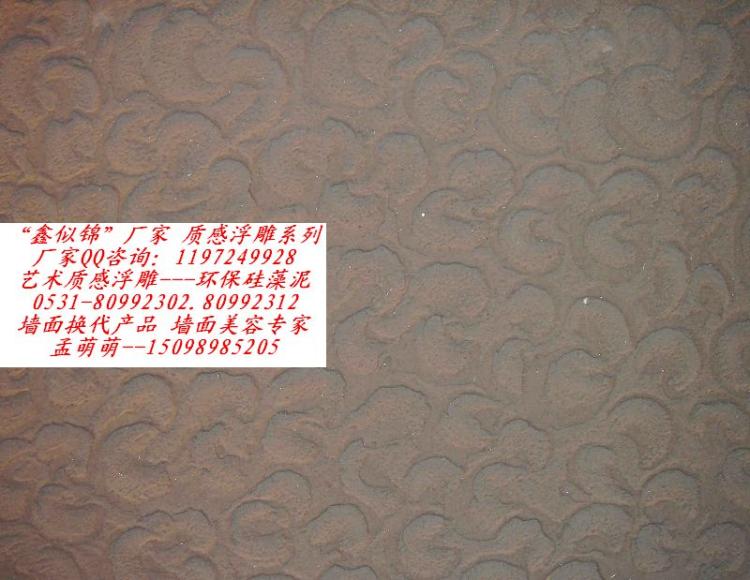 “鑫似锦”厂家 质感浮雕系列
厂家QQ咨询: 1197249928
艺术质感浮雕---环保硅藻泥
0531-80992302.80992312
墙面换代产品 墙面美容专家
孟萌萌--15098985205